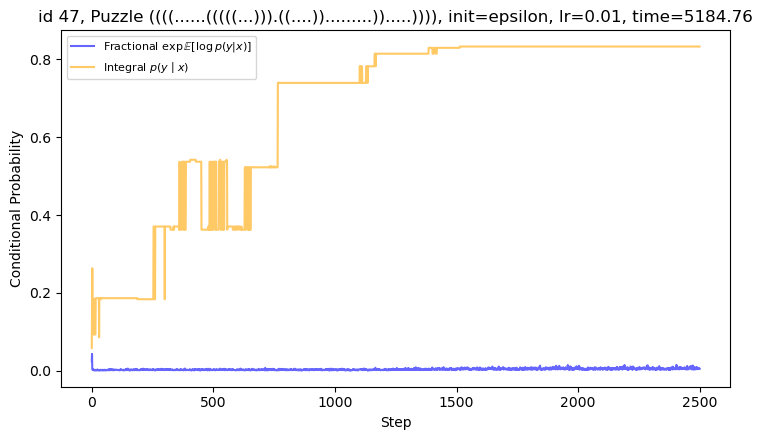 id 47, Puzzle ((((......(((((...))).((....)).........)).....)))), init=epsilon, lr=0.01, time=5184.76
Fractional exp𝔼[log p(y|x)]
Integral p(y | x)
Conditional Probability
0.8
0.6
0.4
0.2
0.0
0 500 1000 1500 2000 2500
Step